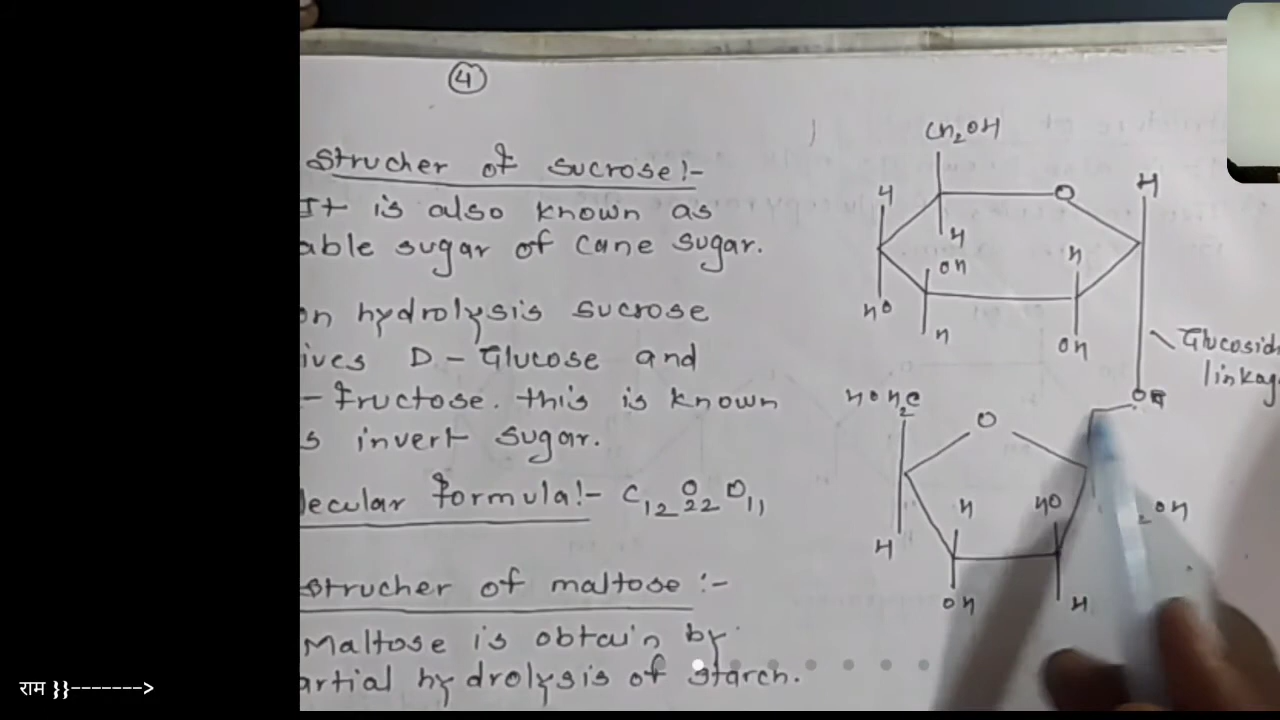 4
Strucher of sucrose!-
It is also known as
able sugar of cane sugar.
on hydrolysis sucrose
ives D - Glucose and
- fructose. this is known
s invert sugar.
lecular formula!- C12 O22 O11
Strucher of maltose :-
Maltose is obtain by
artial hydrolysis of starch.
CH2OH
H O H
H H
OH
HO H OH
Glucosid
linkag
HOH2C O O
H HO 2OH
H OH H
राम }}------->